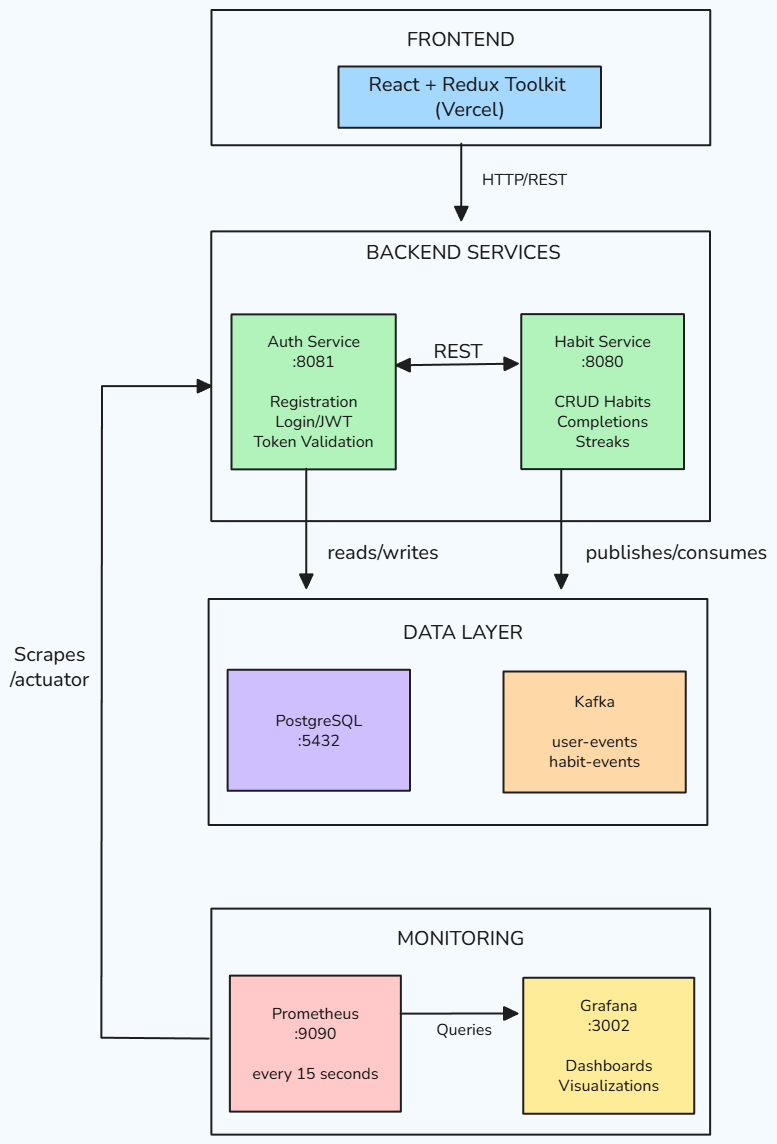 FRONTEND
React + Redux Toolkit
(Vercel)
HTTP/REST
BACKEND SERVICES
Auth Service
:8081
Registration
Login/JWT
Token Validation
REST
Habit Service
:8080
CRUD Habits
Completions
Streaks
reads/writes
publishes/consumes
Scrapes
/actuator
DATA LAYER
PostgreSQL
:5432
Kafka
user-events
habit-events
MONITORING
Prometheus
:9090
every 15 seconds
Queries
Grafana
:3002
Dashboards
Visualizations